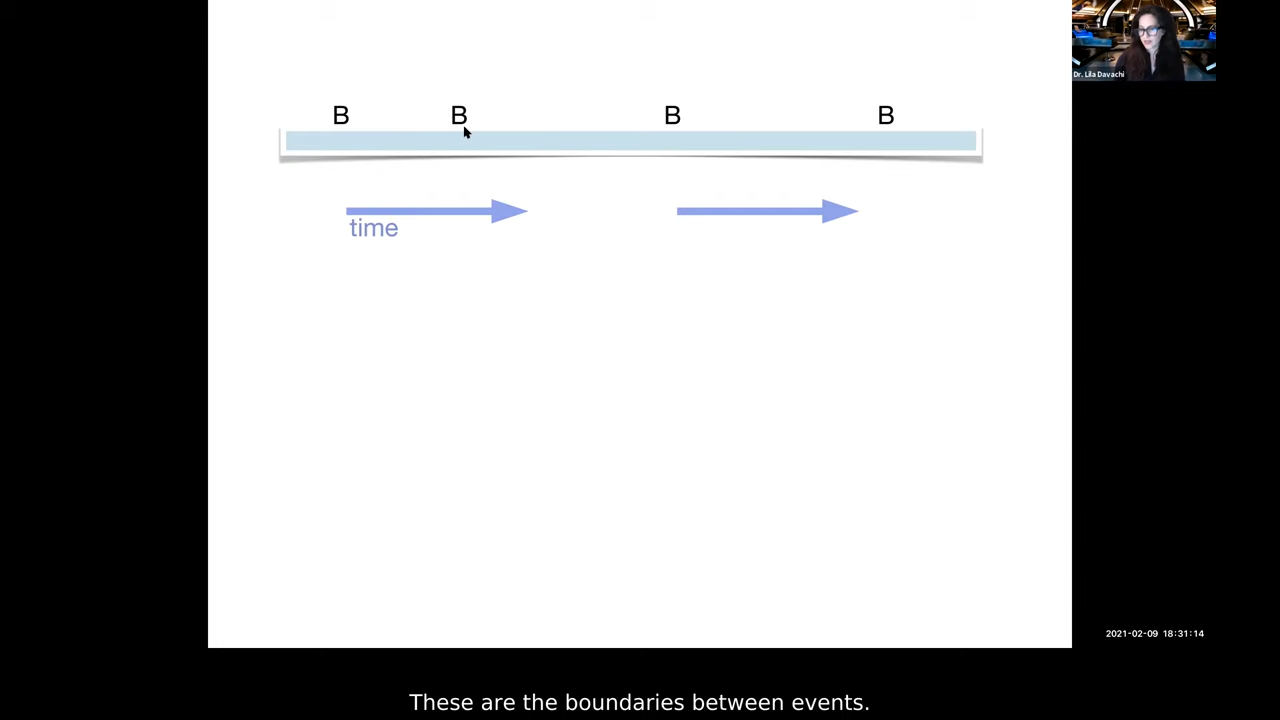 Dr. Lila Davachi
B B B B
time
2021-02-09 18:31:14
These are the boundaries between events.